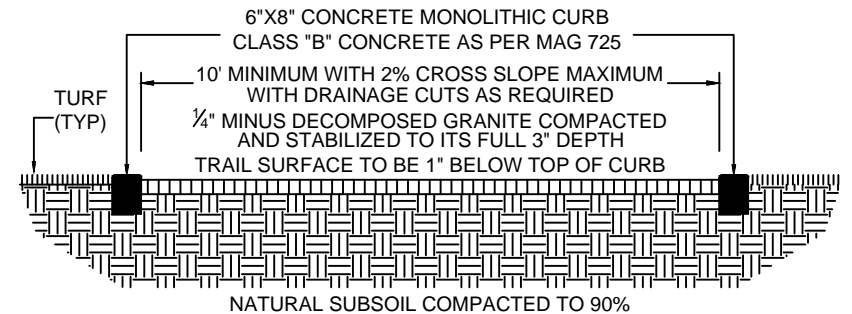 6"X8" CONCRETE MONOLITHIC CURB
CLASS "B" CONCRETE AS PER MAG 725
10' MINIMUM WITH 2% CROSS SLOPE MAXIMUM
WITH DRAINAGE CUTS AS REQUIRED
TURF
(TYP)
¼" MINUS DECOMPOSED GRANITE COMPACTED
AND STABILIZED TO ITS FULL 3" DEPTH
TRAIL SURFACE TO BE 1" BELOW TOP OF CURB
NATURAL SUBSOIL COMPACTED TO 90%